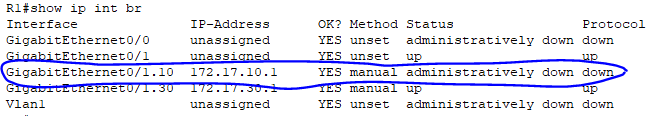 R1#show ip int br
Interface IP-Address OK? Method Status Protocol
GigabitEthernet0/0 unassigned YES unset administratively down down
GigabitEthernet0/1 unassigned YES unset up up
GigabitEthernet0/1.10 172.17.10.1 YES manual administratively down down
GigabitEthernet0/1.30 172.17.30.1 YES manual up up
Vlan1 unassigned YES unset administratively down down